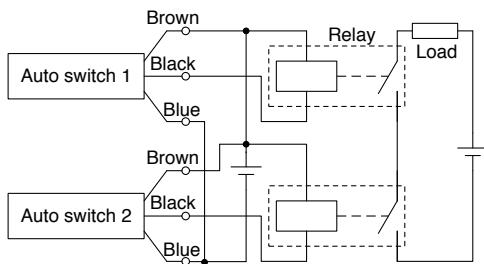 Brown
Relay
Load
Auto switch 1
Black
Blue
Brown
Auto switch 2
Black
Blue